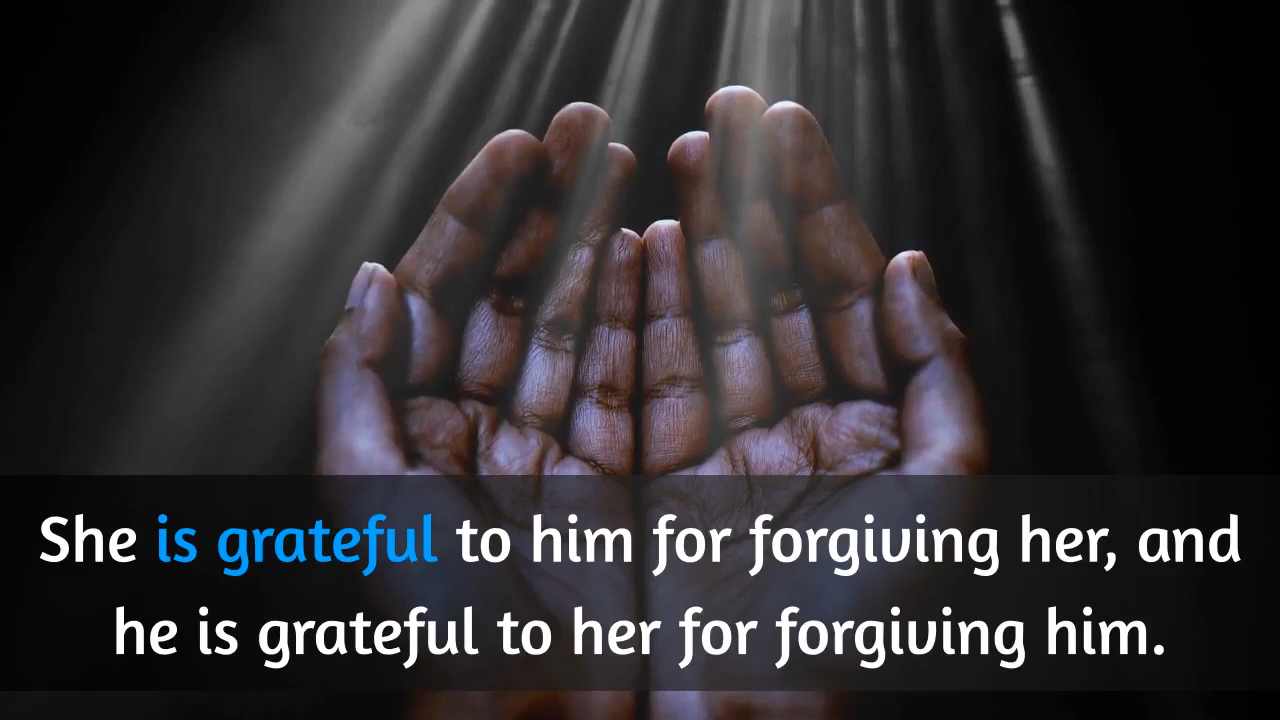 She is grateful to him for forgiving her, and
he is grateful to her for forgiving him.